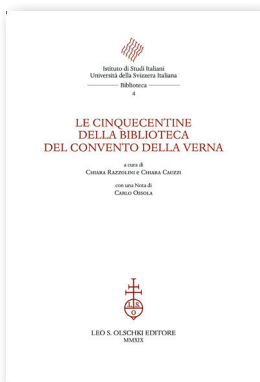 Istituto di Studi Italiani
Università della Svizzera Italiana
Biblioteca
4
LE CINQUECENTINE
DELLA BIBLIOTECA
DEL CONVENTO DELLA VERNA
a cura di
CHIARA RAZZOLINI e CHIARA CAUZZI
con una Nota di
CARLO OSSOLA
L S
O
LEO S. OLSCHKI EDITORE
MMXIX